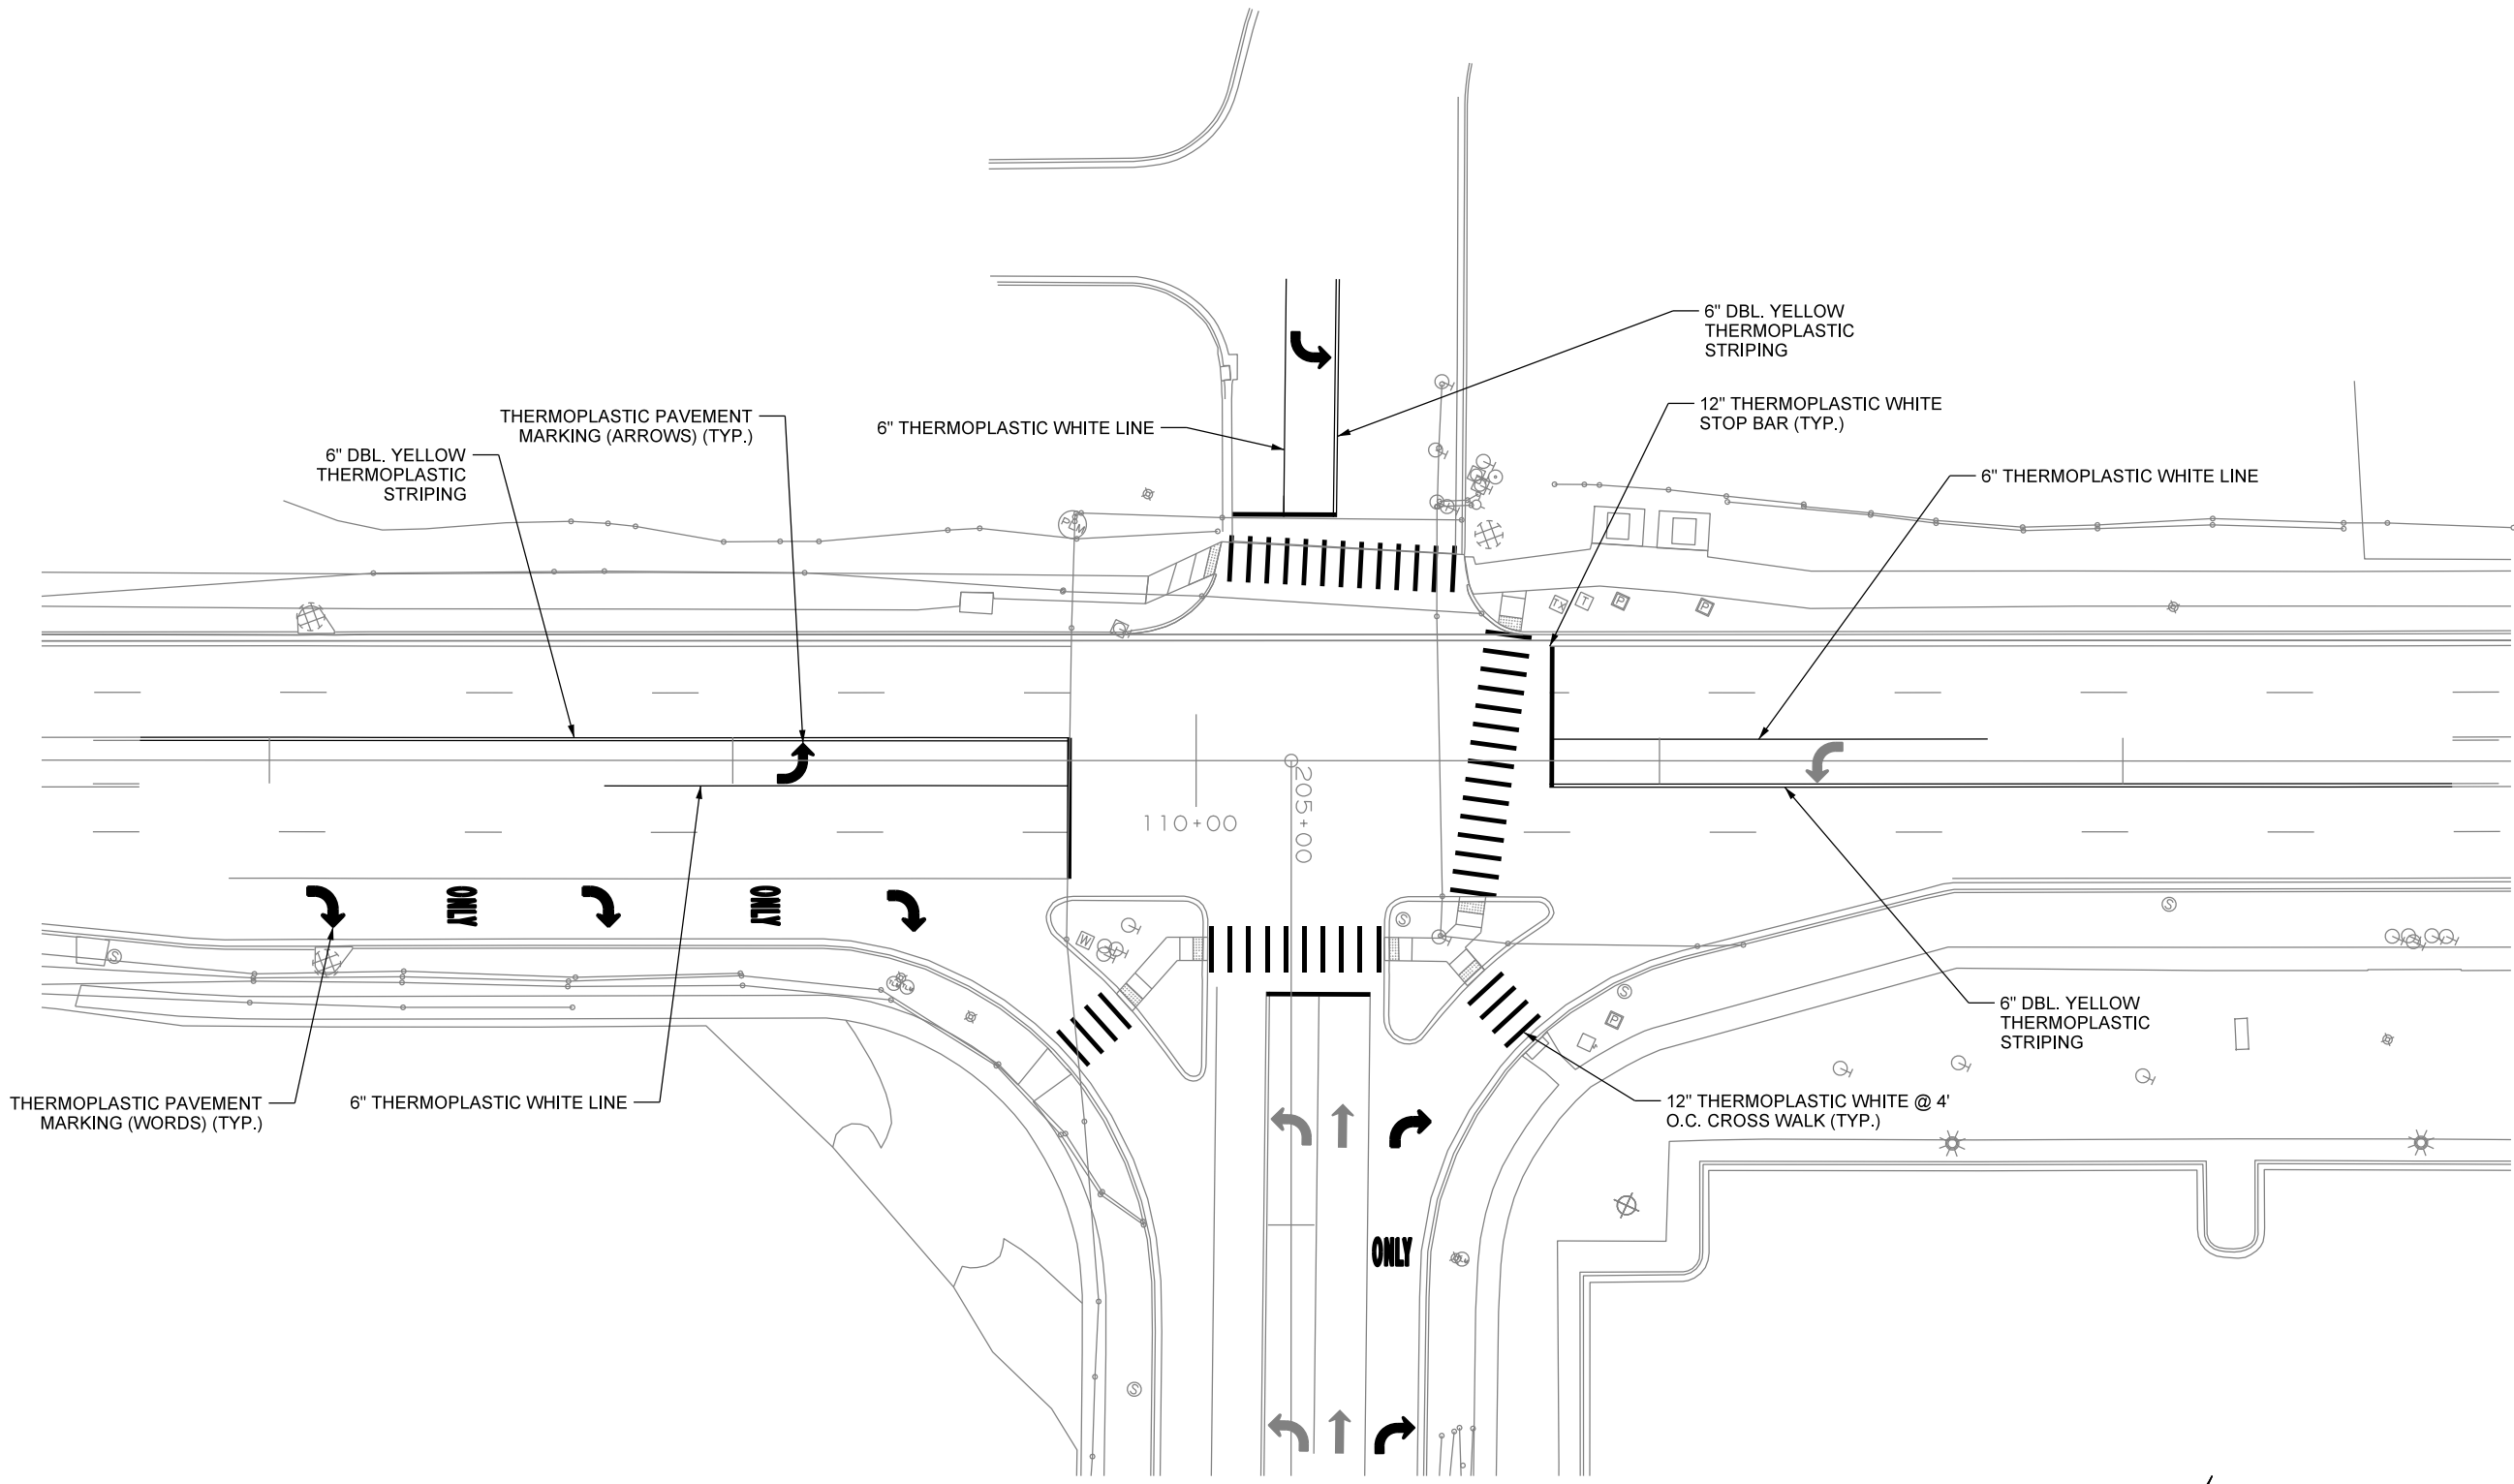 6" DBL. YELLOW
THERMOPLASTIC
STRIPING
12" THERMOPLASTIC WHITE
STOP BAR (TYP.)
THERMOPLASTIC PAVEMENT
MARKING (ARROWS) (TYP.)
6" THERMOPLASTIC WHITE LINE
6" DBL. YELLOW
THERMOPLASTIC
STRIPING
6" THERMOPLASTIC WHITE LINE
PLM
TX
T
P
P
205+00
110+00
ONLY
ONLY
S
S
W
S
S
P
6" DBL. YELLOW
THERMOPLASTIC
STRIPING
THERMOPLASTIC PAVEMENT
MARKING (WORDS) (TYP.)
6" THERMOPLASTIC WHITE LINE
12" THERMOPLASTIC WHITE @ 4'
O.C. CROSS WALK (TYP.)
ONLY
S